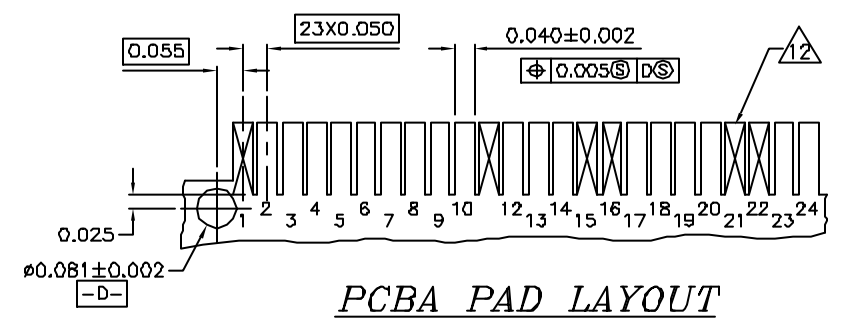 0.055
23X0.050
0.040±0.002
⌖ 0.005Ⓢ DⓈ
12
1 2 3 4 5 6 7 8 9 10 12 13 14 15 16 17 18 19 20 21 22 23 24
0.025
⌀0.081±0.002
-D-
PCBA PAD LAYOUT